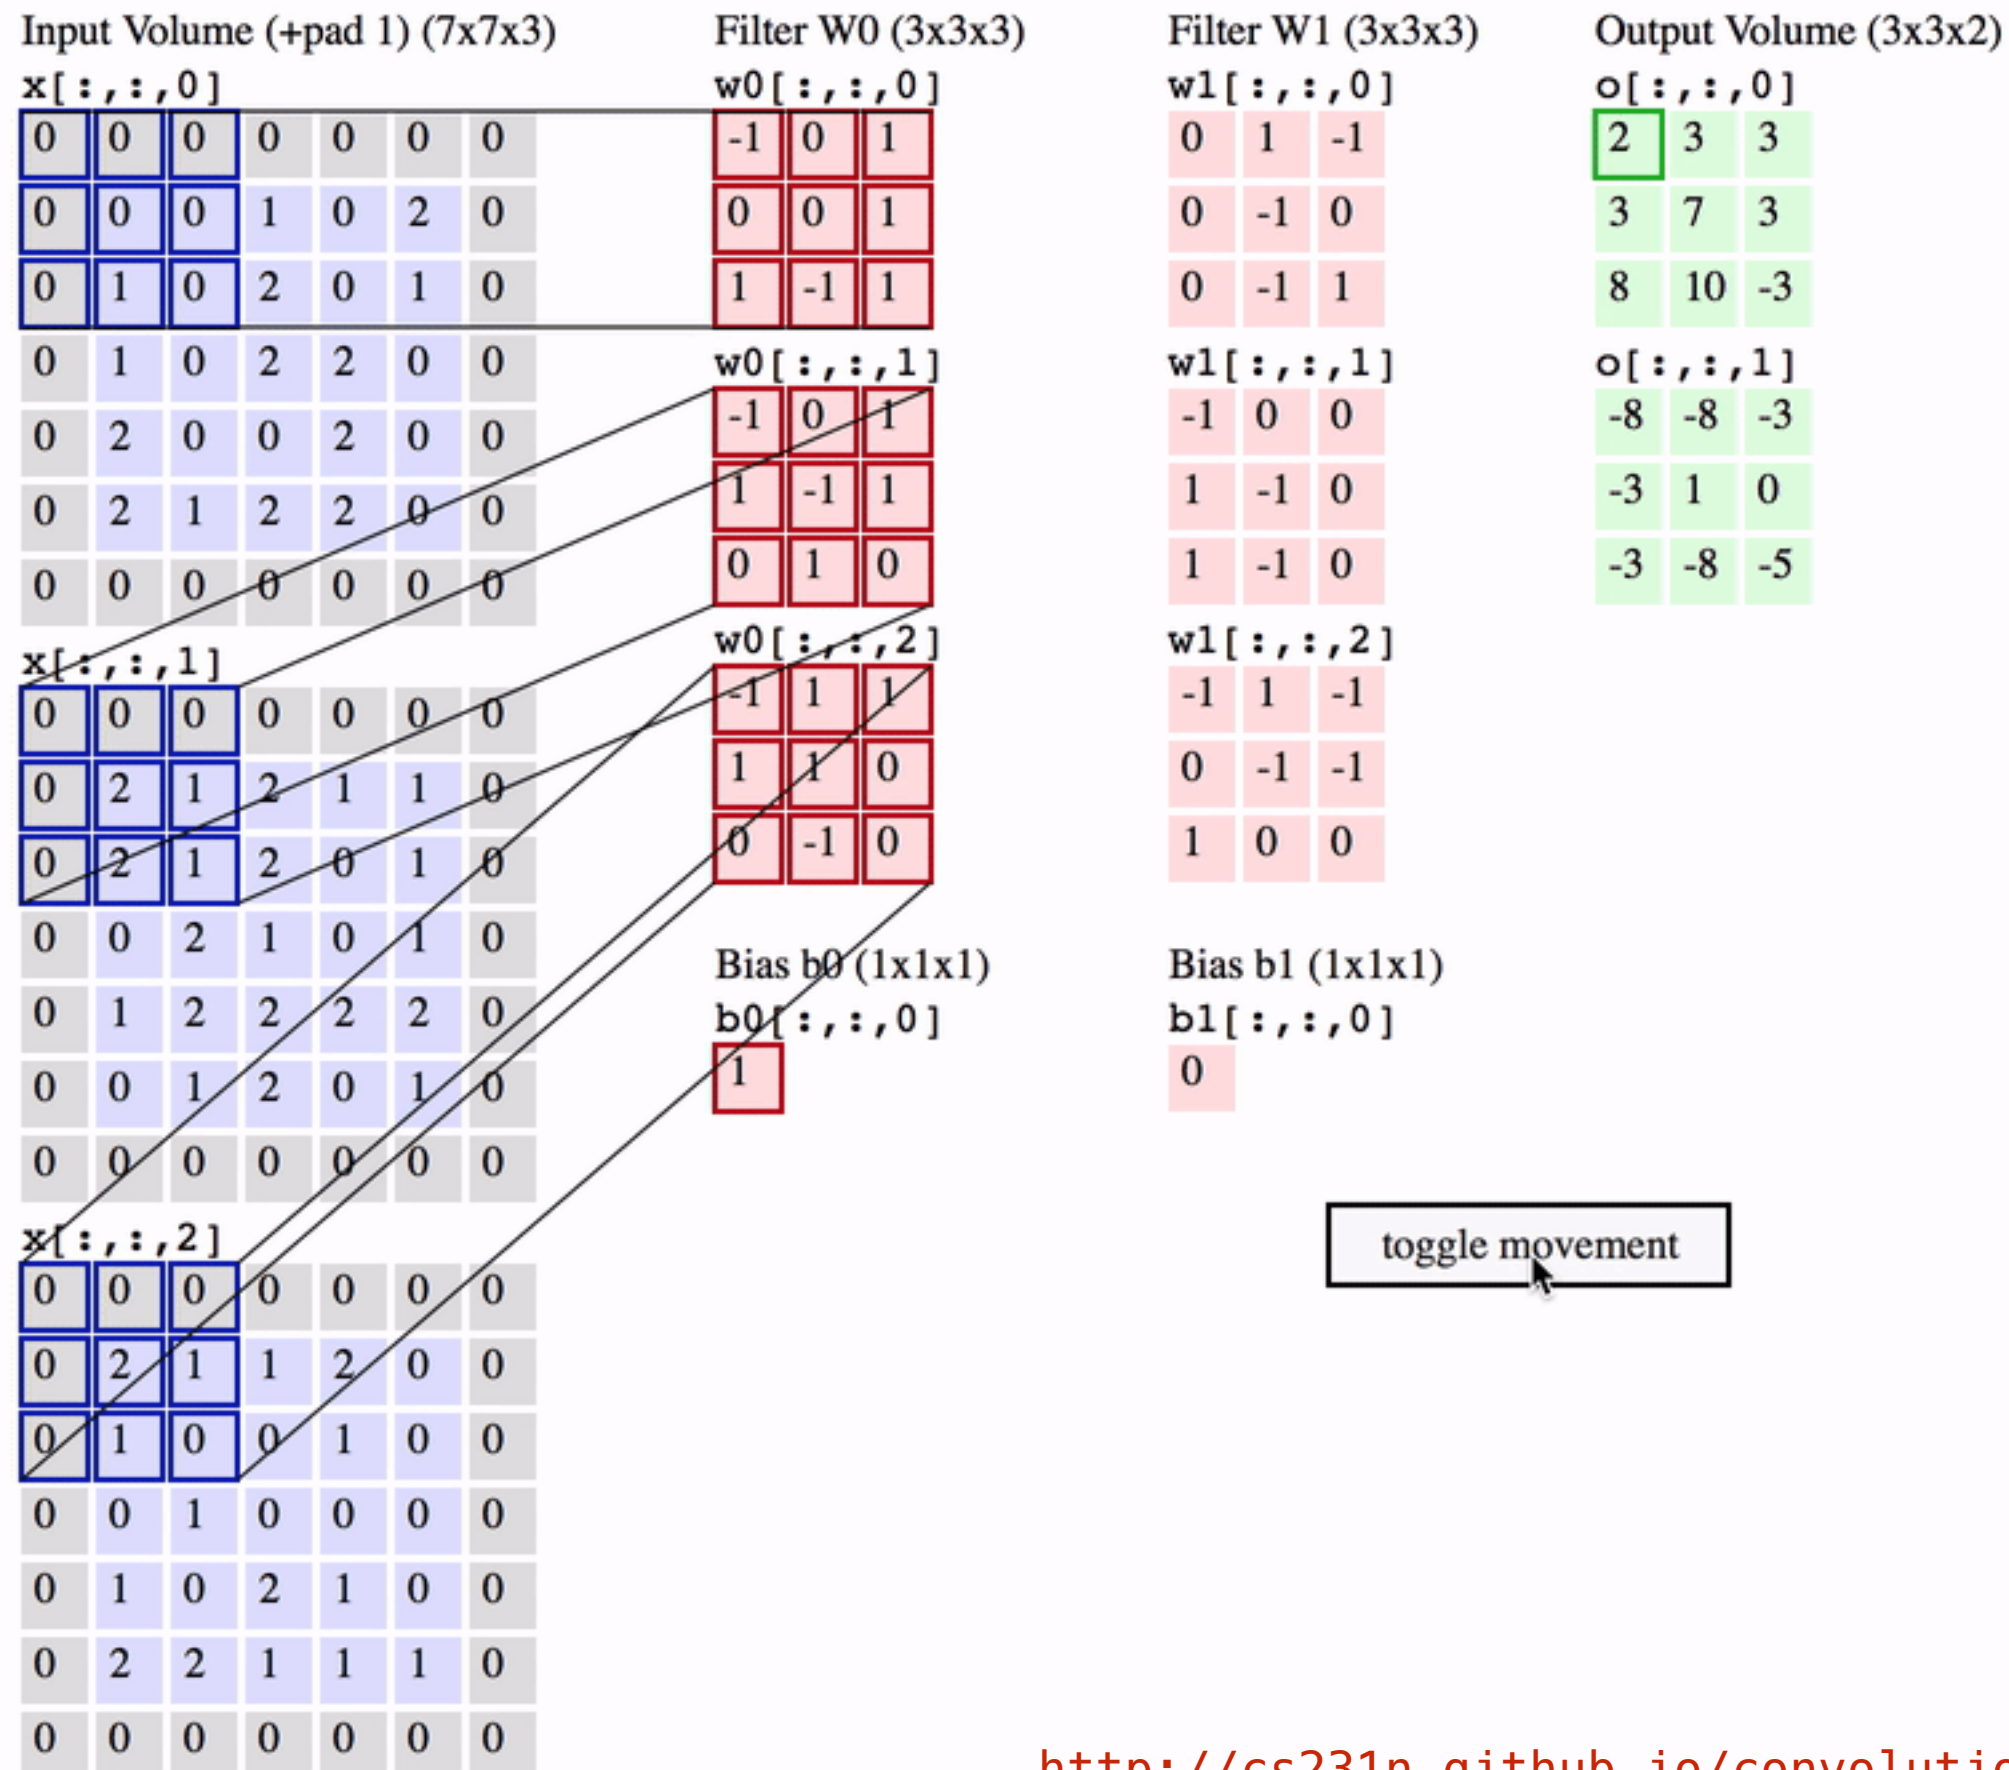 Input Volume (+pad 1) (7x7x3)
x[:,:,0]
0 0 0 0 0 0 0
0 0 0 1 0 2 0
0 1 0 2 0 1 0
0 1 0 2 2 0 0
0 2 0 0 2 0 0
0 2 1 2 2 0 0
0 0 0 0 0 0 0
x[:,:,1]
0 0 0 0 0 0 0
0 2 1 2 1 1 0
0 2 1 2 0 1 0
0 0 2 1 0 1 0
0 1 2 2 2 2 0
0 0 1 2 0 1 0
0 0 0 0 0 0 0
x[:,:,2]
0 0 0 0 0 0 0
0 2 1 1 2 0 0
0 1 0 0 1 0 0
0 0 1 0 0 0 0
0 1 0 2 1 0 0
0 2 2 1 1 1 0
0 0 0 0 0 0 0
Filter W0 (3x3x3)
w0[:,:,0]
-1 0 1
0 0 1
1 -1 1
w0[:,:,1]
-1 0 1
1 -1 1
0 1 0
w0[:,:,2]
-1 1 1
1 1 0
0 -1 0
Bias b0 (1x1x1)
b0[:,:,0]
1
Filter W1 (3x3x3)
w1[:,:,0]
0 1 -1
0 -1 0
0 -1 1
w1[:,:,1]
-1 0 0
1 -1 0
1 -1 0
w1[:,:,2]
-1 1 -1
0 -1 -1
1 0 0
Bias b1 (1x1x1)
b1[:,:,0]
0
Output Volume (3x3x2)
o[:,:,0]
2 3 3
3 7 3
8 10 -3
o[:,:,1]
-8 -8 -3
-3 1 0
-3 -8 -5
toggle movement
http://cs231n.github.io/convolutio